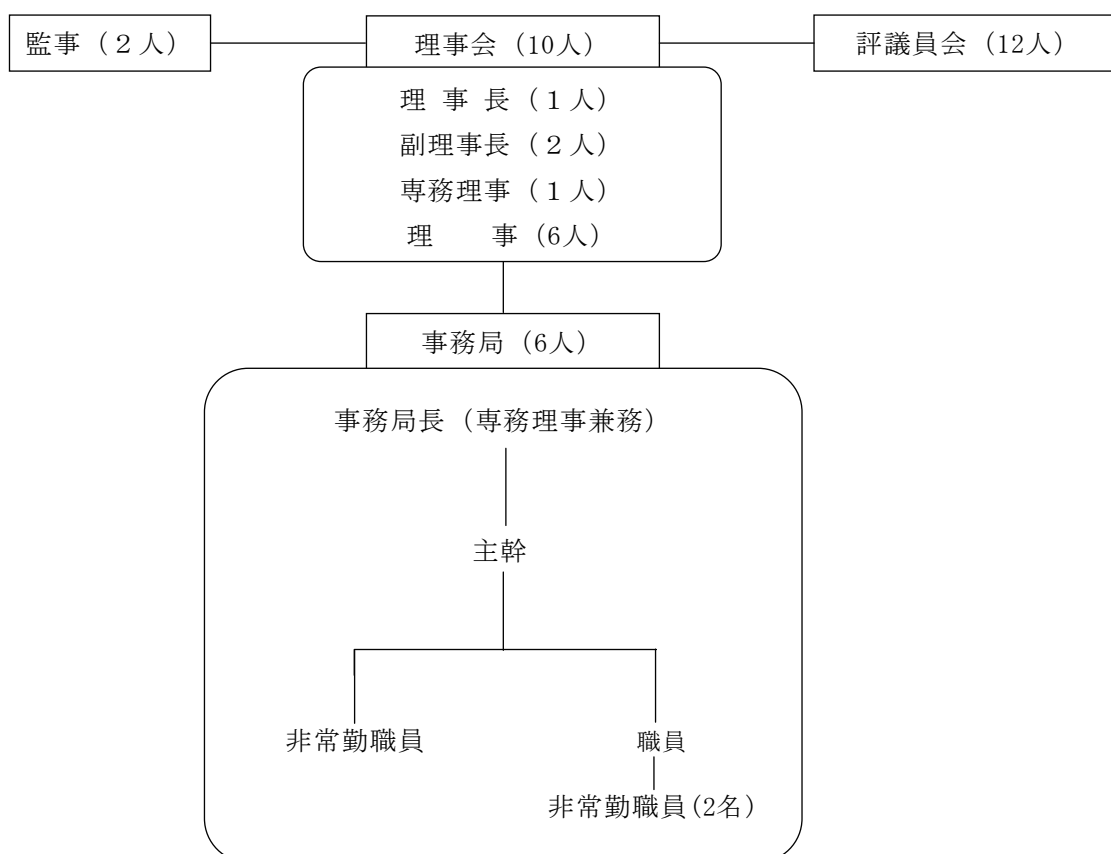 監事（２人）
理事会（10人）
評議員会（12人）
理 事 長（１人）
副理事長（２人）
専務理事（１人）
理　　事（6人）
事務局（6人）
事務局長（専務理事兼務）
主幹
非常勤職員
職員
非常勤職員(2名)